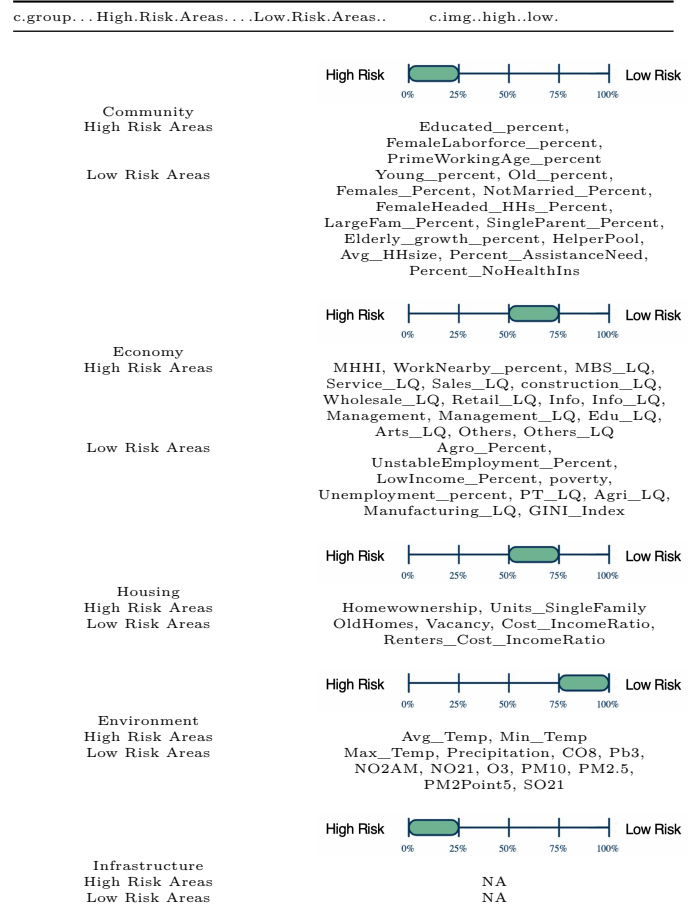 c.group. . . High.Risk.Areas. . . .Low.Risk.Areas.. c.img..high..low.
High Risk Low Risk
0% 25% 50% 75% 100%
Community
High Risk Areas Educated_percent,
FemaleLaborforce_percent,
PrimeWorkingAge_percent
Low Risk Areas Young_percent, Old_percent,
Females_Percent, NotMarried_Percent,
FemaleHeaded_HHs_Percent,
LargeFam_Percent, SingleParent_Percent,
Elderly_growth_percent, HelperPool,
Avg_HHsize, Percent_AssistanceNeed,
Percent_NoHealthIns
High Risk Low Risk
0% 25% 50% 75% 100%
Economy
High Risk Areas MHHI, WorkNearby_percent, MBS_LQ,
Service_LQ, Sales_LQ, construction_LQ,
Wholesale_LQ, Retail_LQ, Info, Info_LQ,
Management, Management_LQ, Edu_LQ,
Arts_LQ, Others, Others_LQ
Low Risk Areas Agro_Percent,
UnstableEmployment_Percent,
LowIncome_Percent, poverty,
Unemployment_percent, PT_LQ, Agri_LQ,
Manufacturing_LQ, GINI_Index
High Risk Low Risk
0% 25% 50% 75% 100%
Housing
High Risk Areas Homewownership, Units_SingleFamily
Low Risk Areas OldHomes, Vacancy, Cost_IncomeRatio,
Renters_Cost_IncomeRatio
High Risk Low Risk
0% 25% 50% 75% 100%
Environment
High Risk Areas Avg_Temp, Min_Temp
Low Risk Areas Max_Temp, Precipitation, CO8, Pb3,
NO2AM, NO21, O3, PM10, PM2.5,
PM2Point5, SO21
High Risk Low Risk
0% 25% 50% 75% 100%
Infrastructure
High Risk Areas NA
Low Risk Areas NA